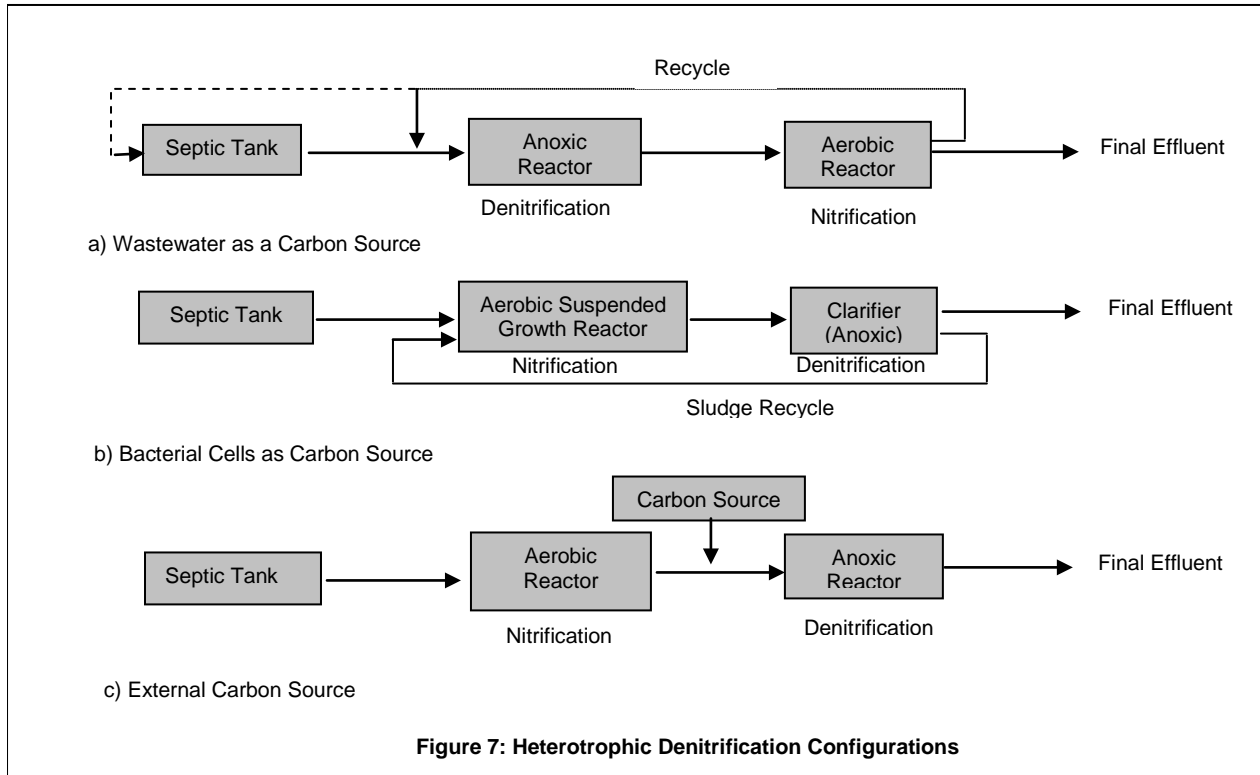 Recycle
Septic Tank
Anoxic
Reactor
Aerobic
Reactor
Final Effluent
Denitrification
Nitrification
a) Wastewater as a Carbon Source
Septic Tank
Aerobic Suspended
Growth Reactor
Clarifier
(Anoxic)
Final Effluent
Nitrification
Denitrification
Sludge Recycle
b) Bacterial Cells as Carbon Source
Carbon Source
Septic Tank
Aerobic
Reactor
Anoxic
Reactor
Final Effluent
Nitrification
Denitrification
c) External Carbon Source
Figure 7: Heterotrophic Denitrification Configurations